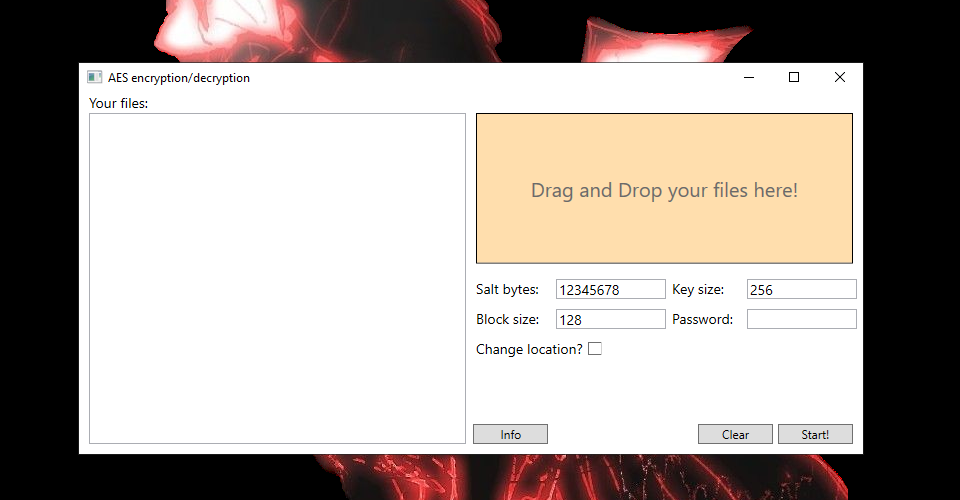 AES encryption/decryption
Your files:
Drag and Drop your files here!
Salt bytes: 12345678 Key size: 256
Block size: 128 Password:
Change location?
Info Clear Start!